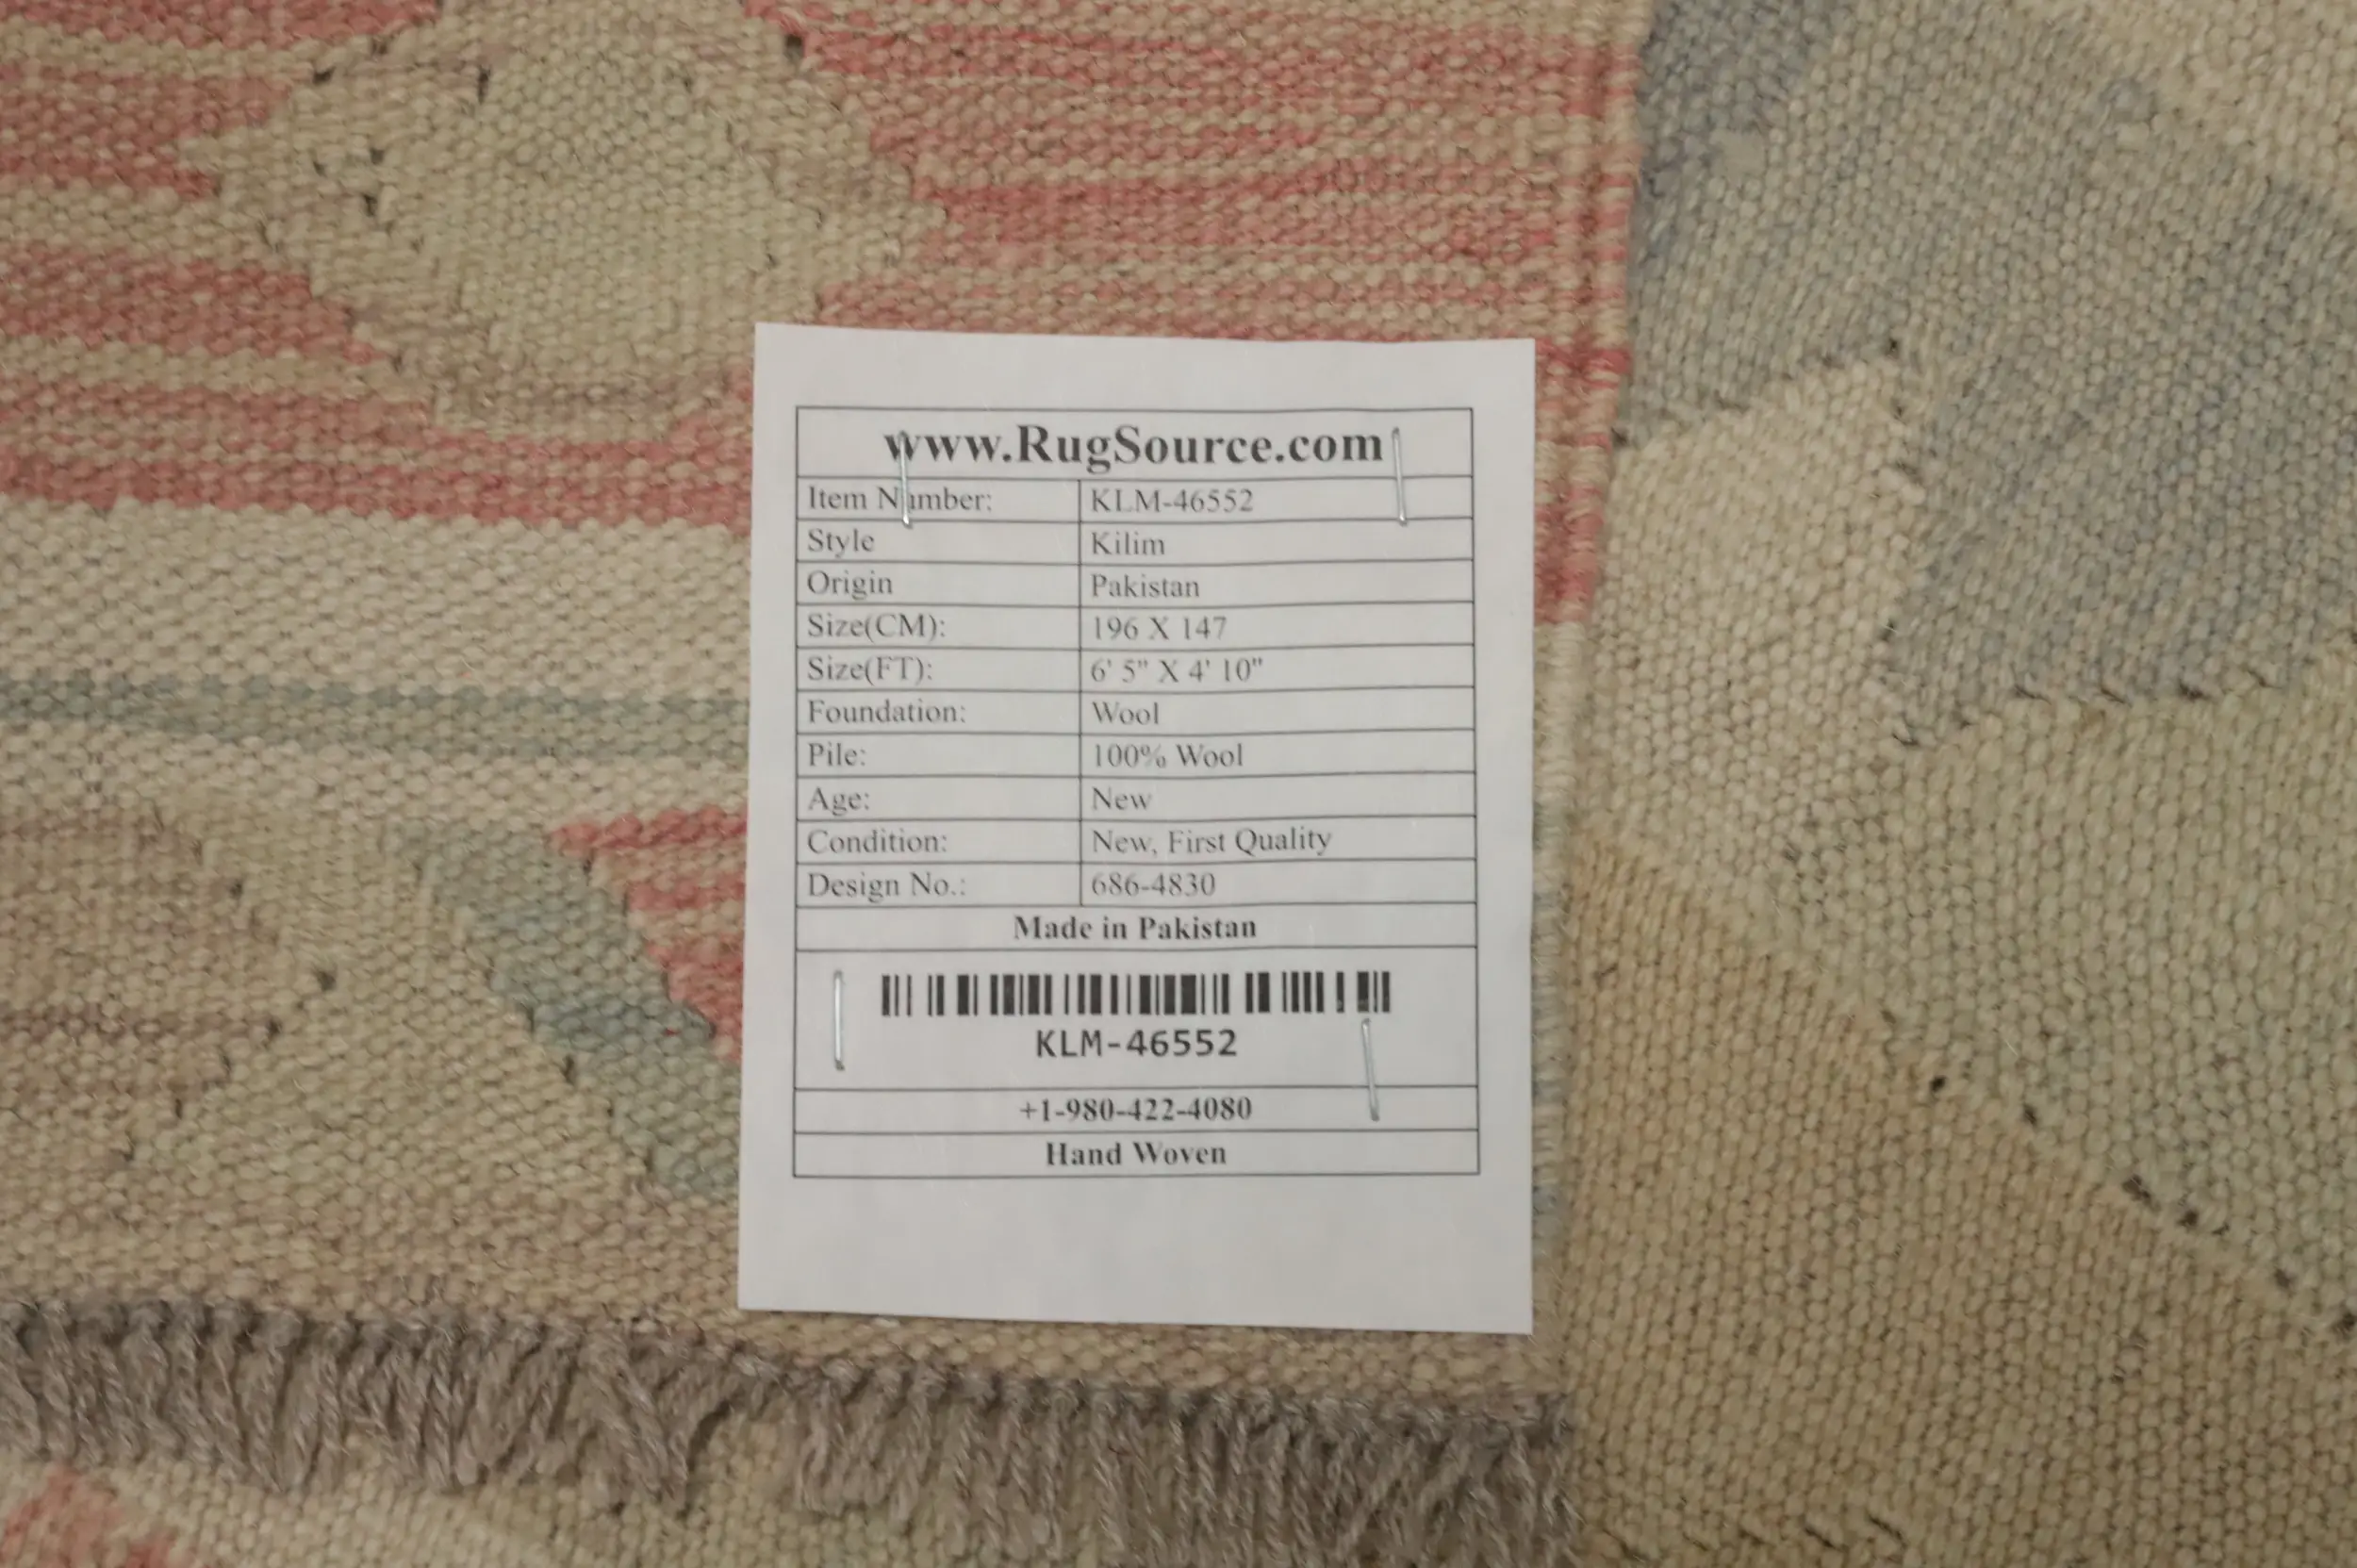 www.RugSource.com
Item Number: KLM-46552
Style Kilim
Origin Pakistan
Size(CM): 196 X 147
Size(FT): 6' 5" X 4' 10"
Foundation: Wool
Pile: 100% Wool
Age: New
Condition: New, First Quality
Design No.: 686-4830
Made in Pakistan
KLM-46552
+1-980-422-4080
Hand Woven